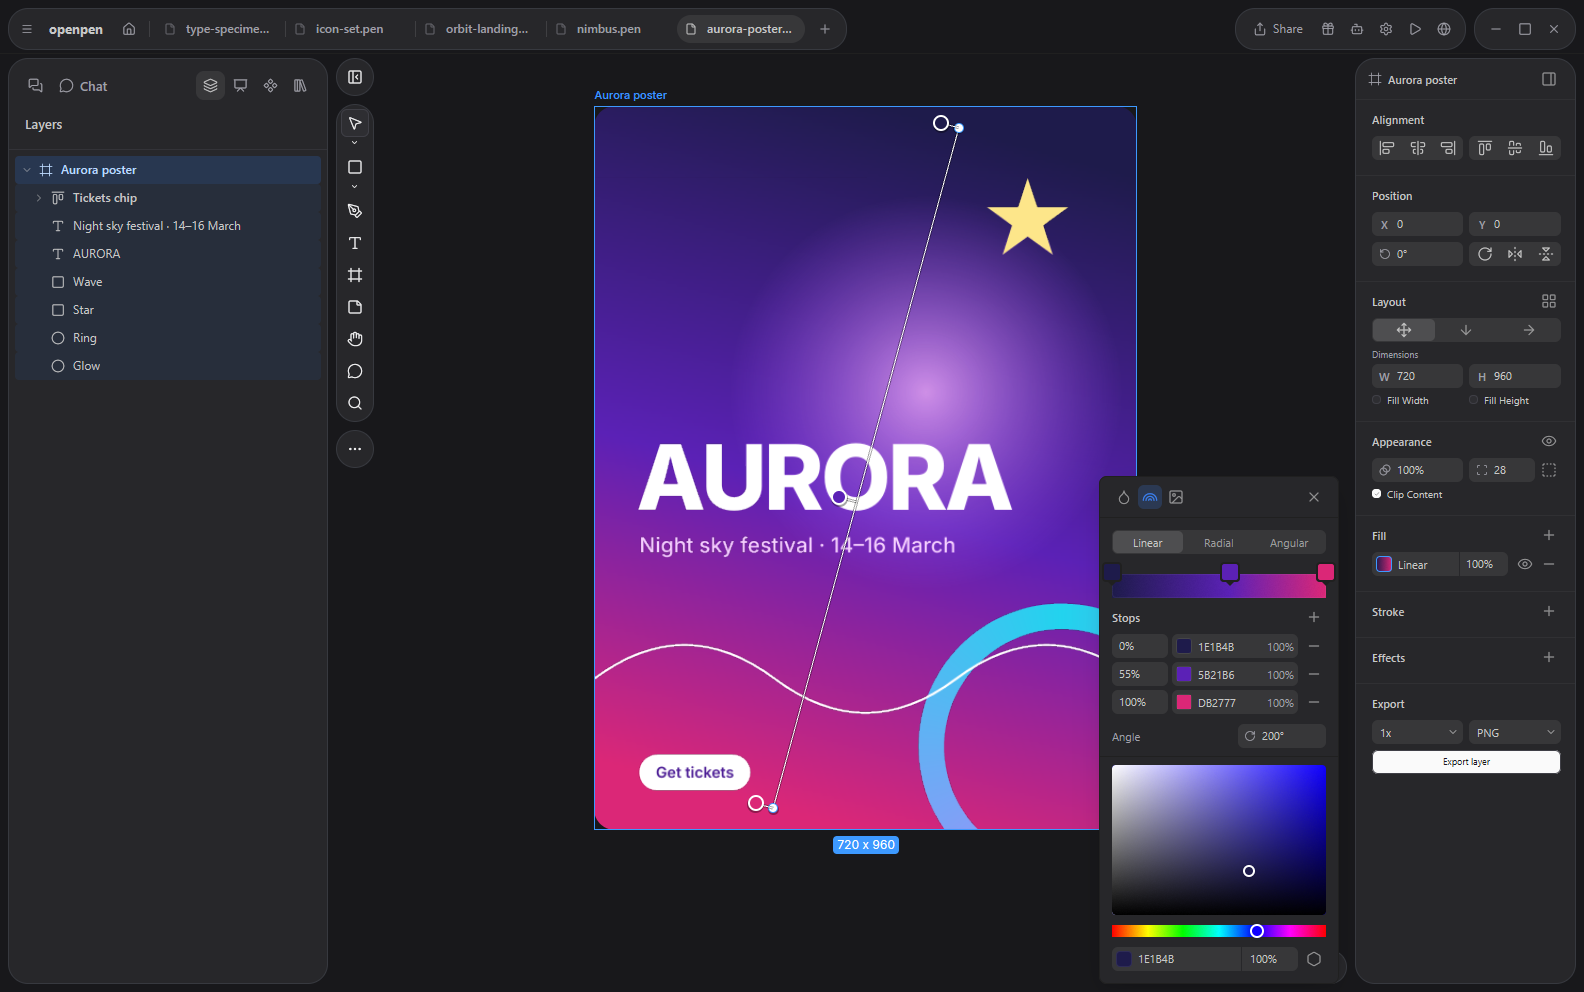 openpen
type-specime...
icon-set.pen
orbit-landing...
nimbus.pen
aurora-poster...
Share
Chat
Layers
Aurora poster
Tickets chip
Night sky festival · 14–16 March
AURORA
Wave
Star
Ring
Glow
Aurora poster
AURORA
Night sky festival · 14–16 March
Get tickets
720 x 960
Linear
Radial
Angular
Stops
0% 1E1B4B 100%
55% 5B21B6 100%
100% DB2777 100%
Angle 200°
1E1B4B 100%
Aurora poster
Alignment
Position
X 0 Y 0
0°
Layout
Dimensions
W 720 H 960
Fill Width Fill Height
Appearance
100% 28
Clip Content
Fill
Linear 100%
Stroke
Effects
Export
1x PNG
Export layer